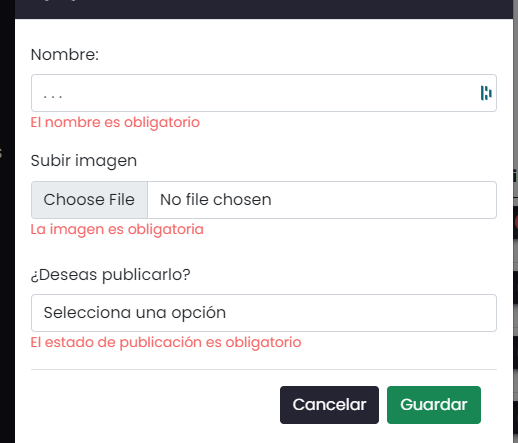 Nombre:
. . .
El nombre es obligatorio
Subir imagen
Choose File No file chosen
La imagen es obligatoria
¿Deseas publicarlo?
Selecciona una opción
El estado de publicación es obligatorio
Cancelar Guardar